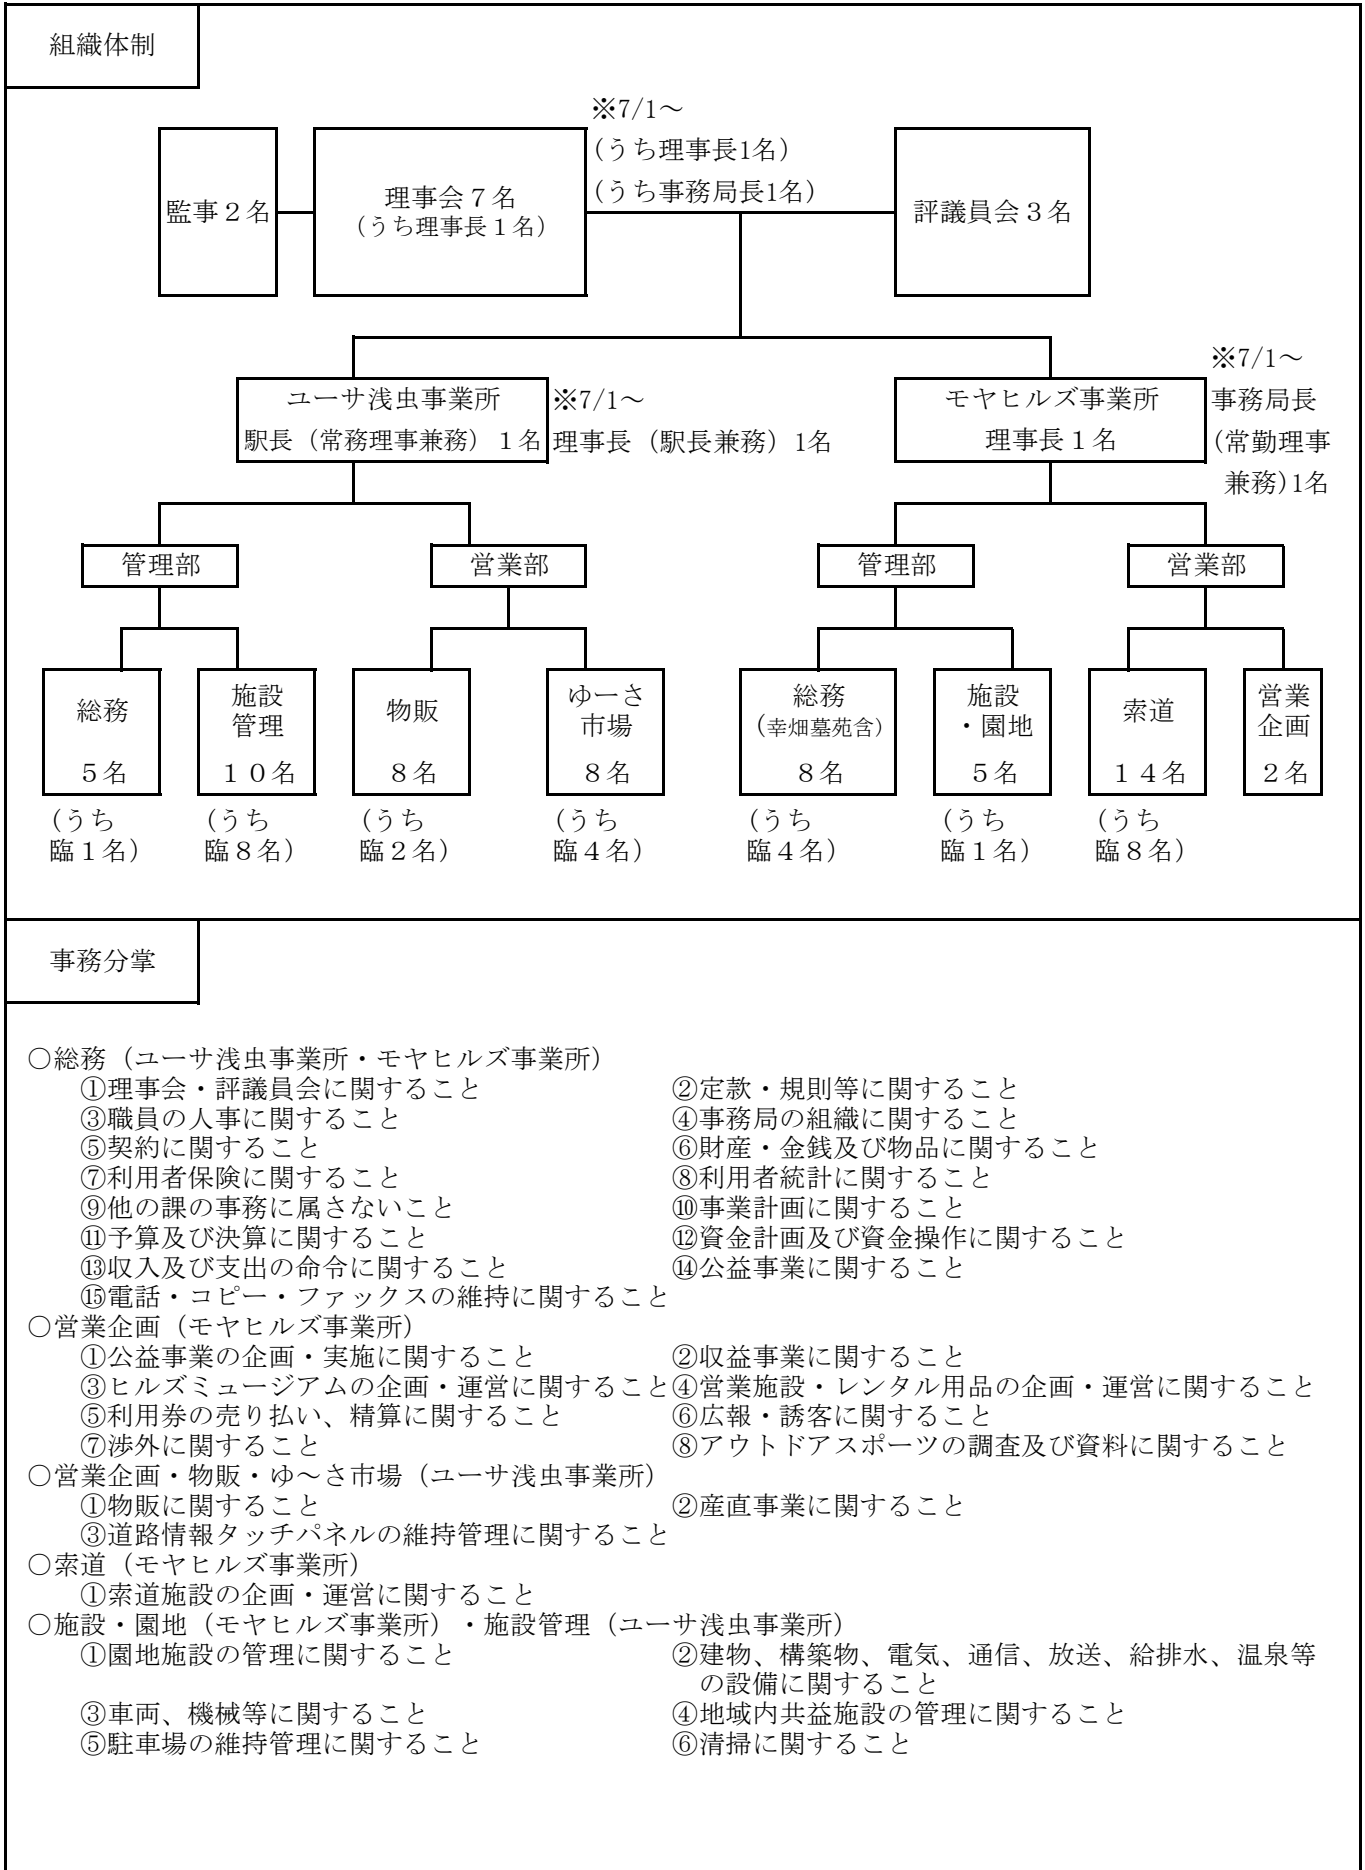 組織体制
※7/1～
(うち理事長1名)
(うち事務局長1名)
監事２名
理事会７名
(うち理事長１名)
評議員会３名
ユーサ浅虫事業所
駅長（常務理事兼務）１名
※7/1～
理事長（駅長兼務）1名
モヤヒルズ事業所
理事長１名
※7/1～
事務局長
(常勤理事
兼務)1名
管理部
営業部
管理部
営業部
総務
５名
(うち
臨１名)
施設
管理
１０名
(うち
臨８名)
物販
８名
(うち
臨２名)
ゆーさ
市場
８名
(うち
臨４名)
総務
(幸畑墓苑含)
８名
(うち
臨４名)
施設
・園地
５名
(うち
臨１名)
索道
１４名
(うち
臨８名)
営業
企画
２名
事務分掌
○総務（ユーサ浅虫事業所・モヤヒルズ事業所）
①理事会・評議員会に関すること ②定款・規則等に関すること
③職員の人事に関すること ④事務局の組織に関すること
⑤契約に関すること ⑥財産・金銭及び物品に関すること
⑦利用者保険に関すること ⑧利用者統計に関すること
⑨他の課の事務に属さないこと ⑩事業計画に関すること
⑪予算及び決算に関すること ⑫資金計画及び資金操作に関すること
⑬収入及び支出の命令に関すること ⑭公益事業に関すること
⑮電話・コピー・ファックスの維持に関すること
○営業企画（モヤヒルズ事業所）
①公益事業の企画・実施に関すること ②収益事業に関すること
③ヒルズミュージアムの企画・運営に関すること④営業施設・レンタル用品の企画・運営に関すること
⑤利用券の売り払い、精算に関すること ⑥広報・誘客に関すること
⑦渉外に関すること ⑧アウトドアスポーツの調査及び資料に関すること
○営業企画・物販・ゆ～さ市場（ユーサ浅虫事業所）
①物販に関すること ②産直事業に関すること
③道路情報タッチパネルの維持管理に関すること
○索道（モヤヒルズ事業所）
①索道施設の企画・運営に関すること
○施設・園地（モヤヒルズ事業所）・施設管理（ユーサ浅虫事業所）
①園地施設の管理に関すること ②建物、構築物、電気、通信、放送、給排水、温泉等
の設備に関すること
③車両、機械等に関すること ④地域内共益施設の管理に関すること
⑤駐車場の維持管理に関すること ⑥清掃に関すること